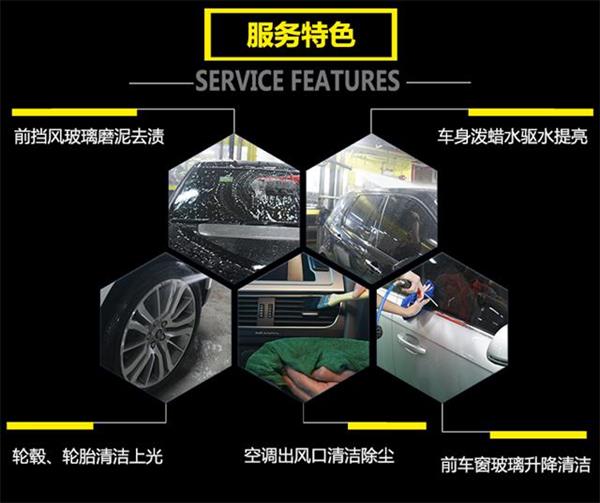 服务特色
SERVICE FEATURES
前挡风玻璃磨泥去渍
车身泼蜡水驱水提亮
轮毂、轮胎清洁上光
空调出风口清洁除尘
前车窗玻璃升降清洁